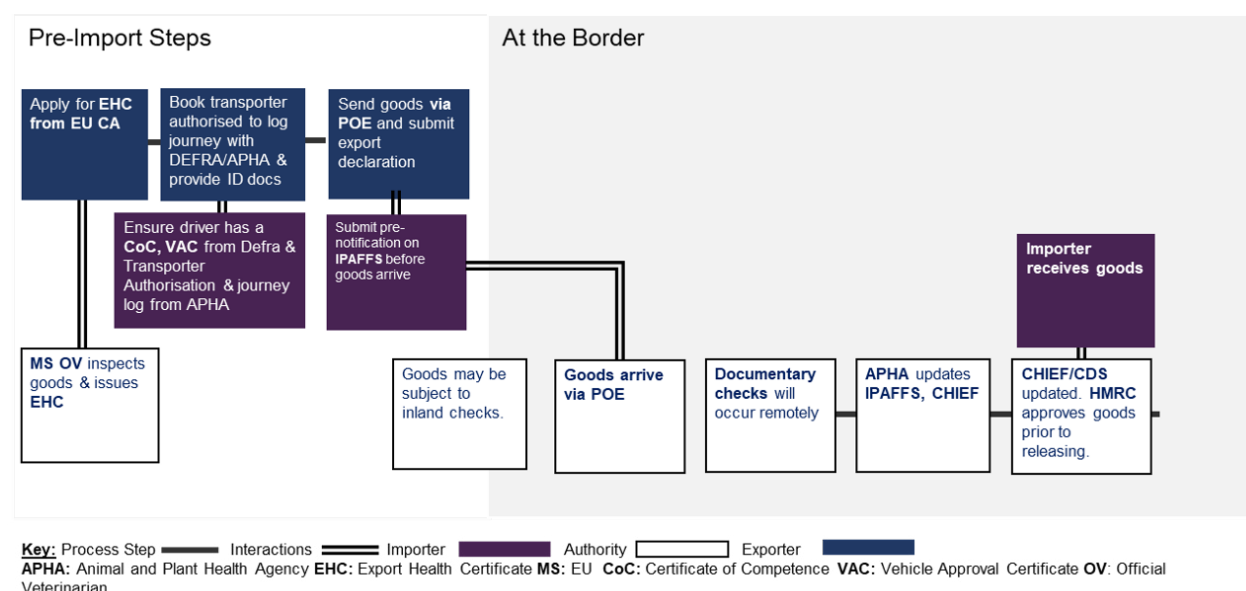 Pre-Import Steps
At the Border
Apply for EHC
from EU CA
Book transporter
authorised to log
journey with
DEFRA/APHA &
provide ID docs
Send goods via
POE and submit
export
declaration
Ensure driver has a
CoC, VAC from Defra &
Transporter
Authorisation & journey
log from APHA
Submit pre-
notification on
IPAFFS before
goods arrive
Importer
receives goods
MS OV inspects
goods & issues
EHC
Goods may be
subject to
inland checks.
Goods arrive
via POE
Documentary
checks will
occur remotely
APHA updates
IPAFFS, CHIEF
CHIEF/CDS
updated. HMRC
approves goods
prior to
releasing.
Key: Process Step Interactions Importer Authority Exporter
APHA: Animal and Plant Health Agency EHC: Export Health Certificate MS: EU CoC: Certificate of Competence VAC: Vehicle Approval Certificate OV: Official
Veterinarian